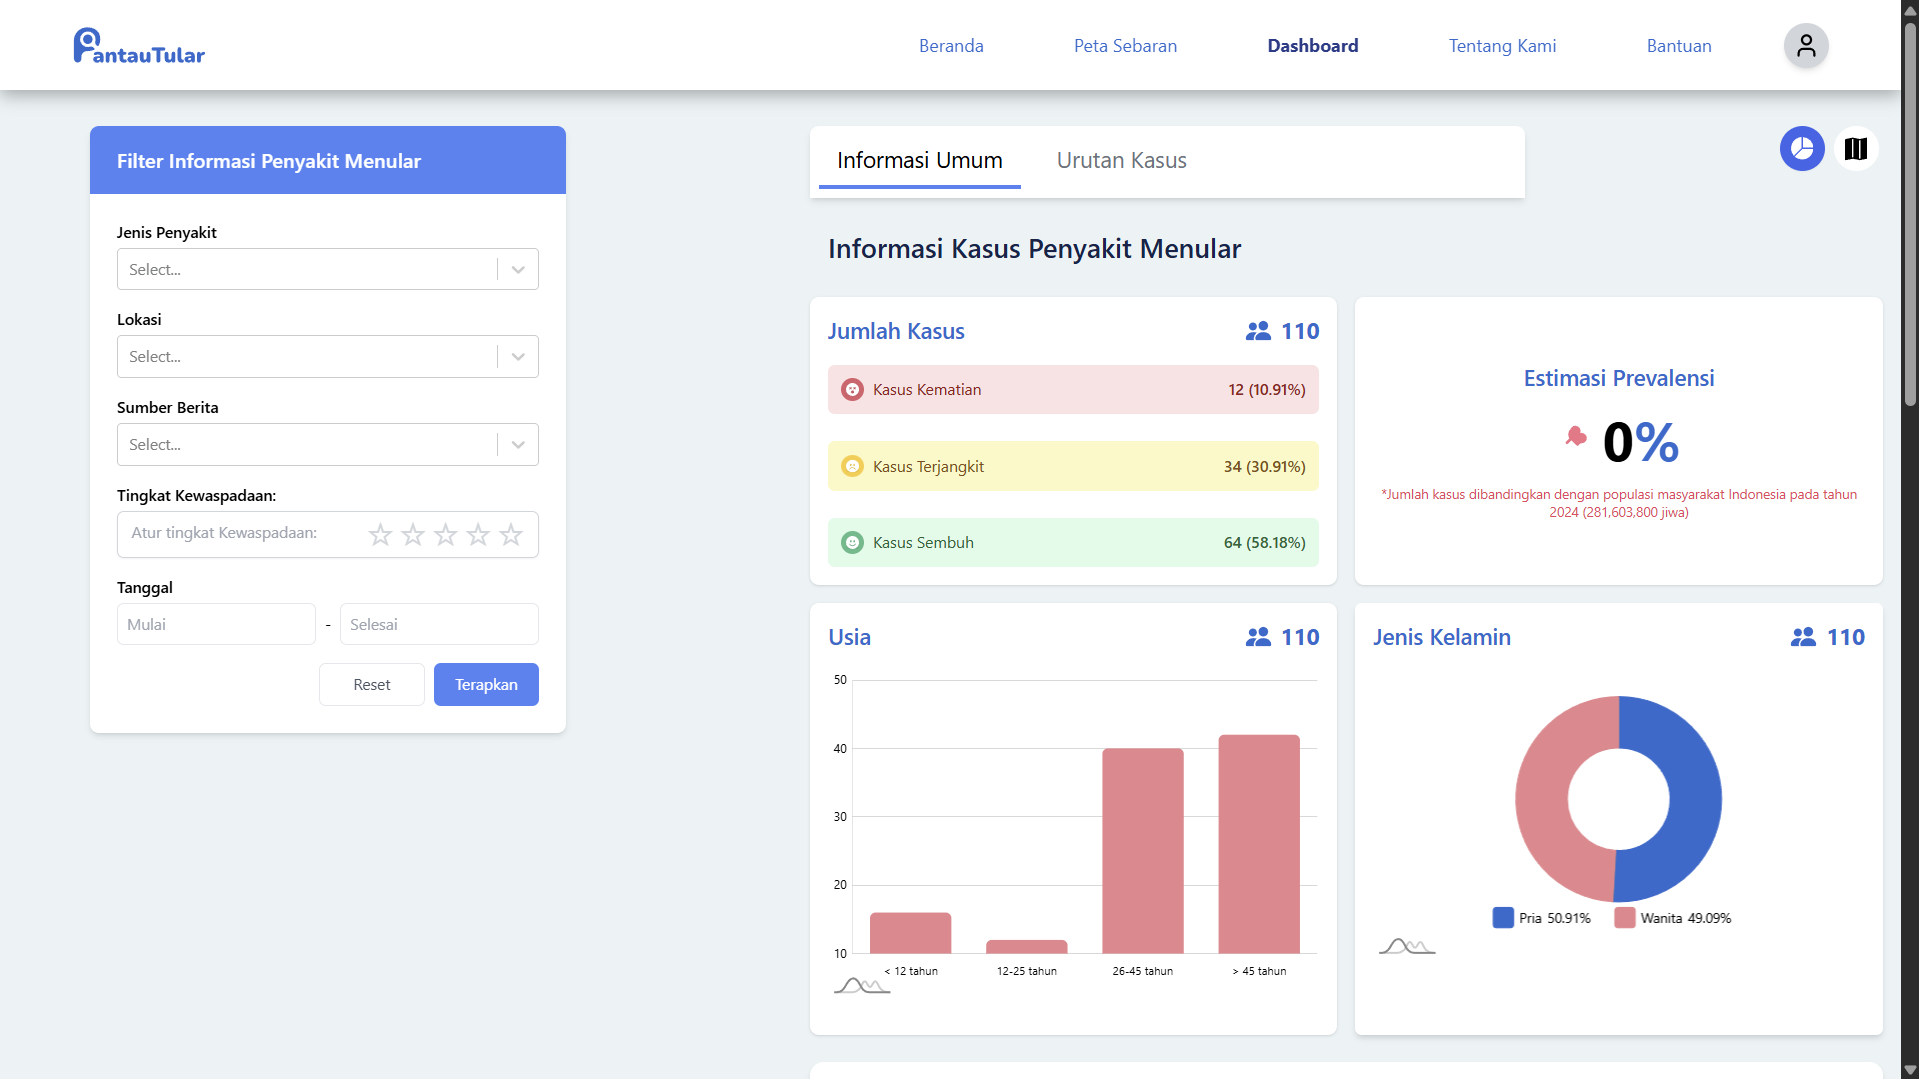 PantauTular
Beranda
Peta Sebaran
Dashboard
Tentang Kami
Bantuan
Filter Informasi Penyakit Menular
Jenis Penyakit
Select...
Lokasi
Select...
Sumber Berita
Select...
Tingkat Kewaspadaan:
Atur tingkat Kewaspadaan:
Tanggal
Mulai - Selesai
Reset
Terapkan
Informasi Umum
Urutan Kasus
Informasi Kasus Penyakit Menular
Jumlah Kasus 110
Kasus Kematian 12 (10.91%)
Kasus Terjangkit 34 (30.91%)
Kasus Sembuh 64 (58.18%)
Estimasi Prevalensi
0%
*Jumlah kasus dibandingkan dengan populasi masyarakat Indonesia pada tahun
2024 (281,603,800 jiwa)
Usia 110
50
40
30
20
10
< 12 tahun
12-25 tahun
26-45 tahun
> 45 tahun
Jenis Kelamin 110
Pria 50.91%
Wanita 49.09%